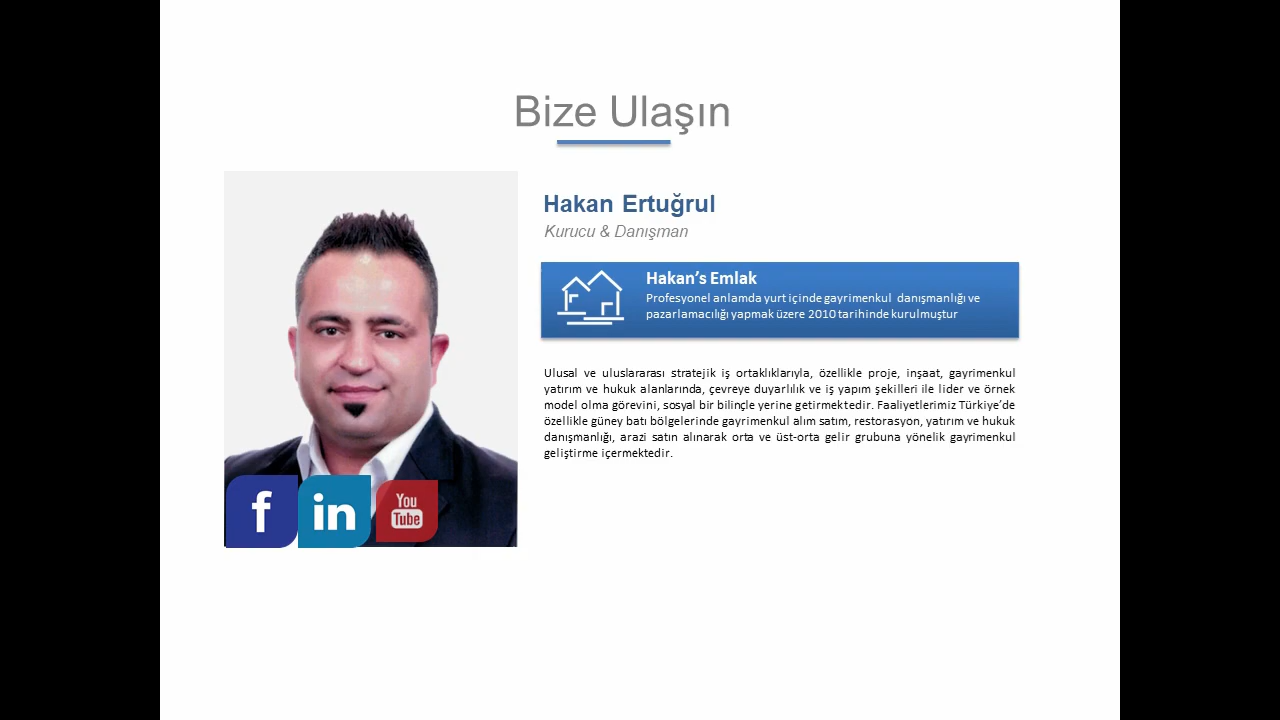 Bize Ulaşın
Hakan Ertuğrul
Kurucu & Danışman
Hakan’s Emlak
Profesyonel anlamda yurt içinde gayrimenkul danışmanlığı ve
pazarlamacılığı yapmak üzere 2010 tarihinde kurulmuştur
Ulusal ve uluslararası stratejik iş ortaklıklarıyla, özellikle proje, inşaat, gayrimenkul
yatırım ve hukuk alanlarında, çevreye duyarlılık ve iş yapım şekilleri ile lider ve örnek
model olma görevini, sosyal bir bilinçle yerine getirmektedir. Faaliyetlerimiz Türkiye’de
özellikle güney batı bölgelerinde gayrimenkul alım satım, restorasyon, yatırım ve hukuk
danışmanlığı, arazi satın alınarak orta ve üst-orta gelir grubuna yönelik gayrimenkul
geliştirme içermektedir.
f
in
You
Tube